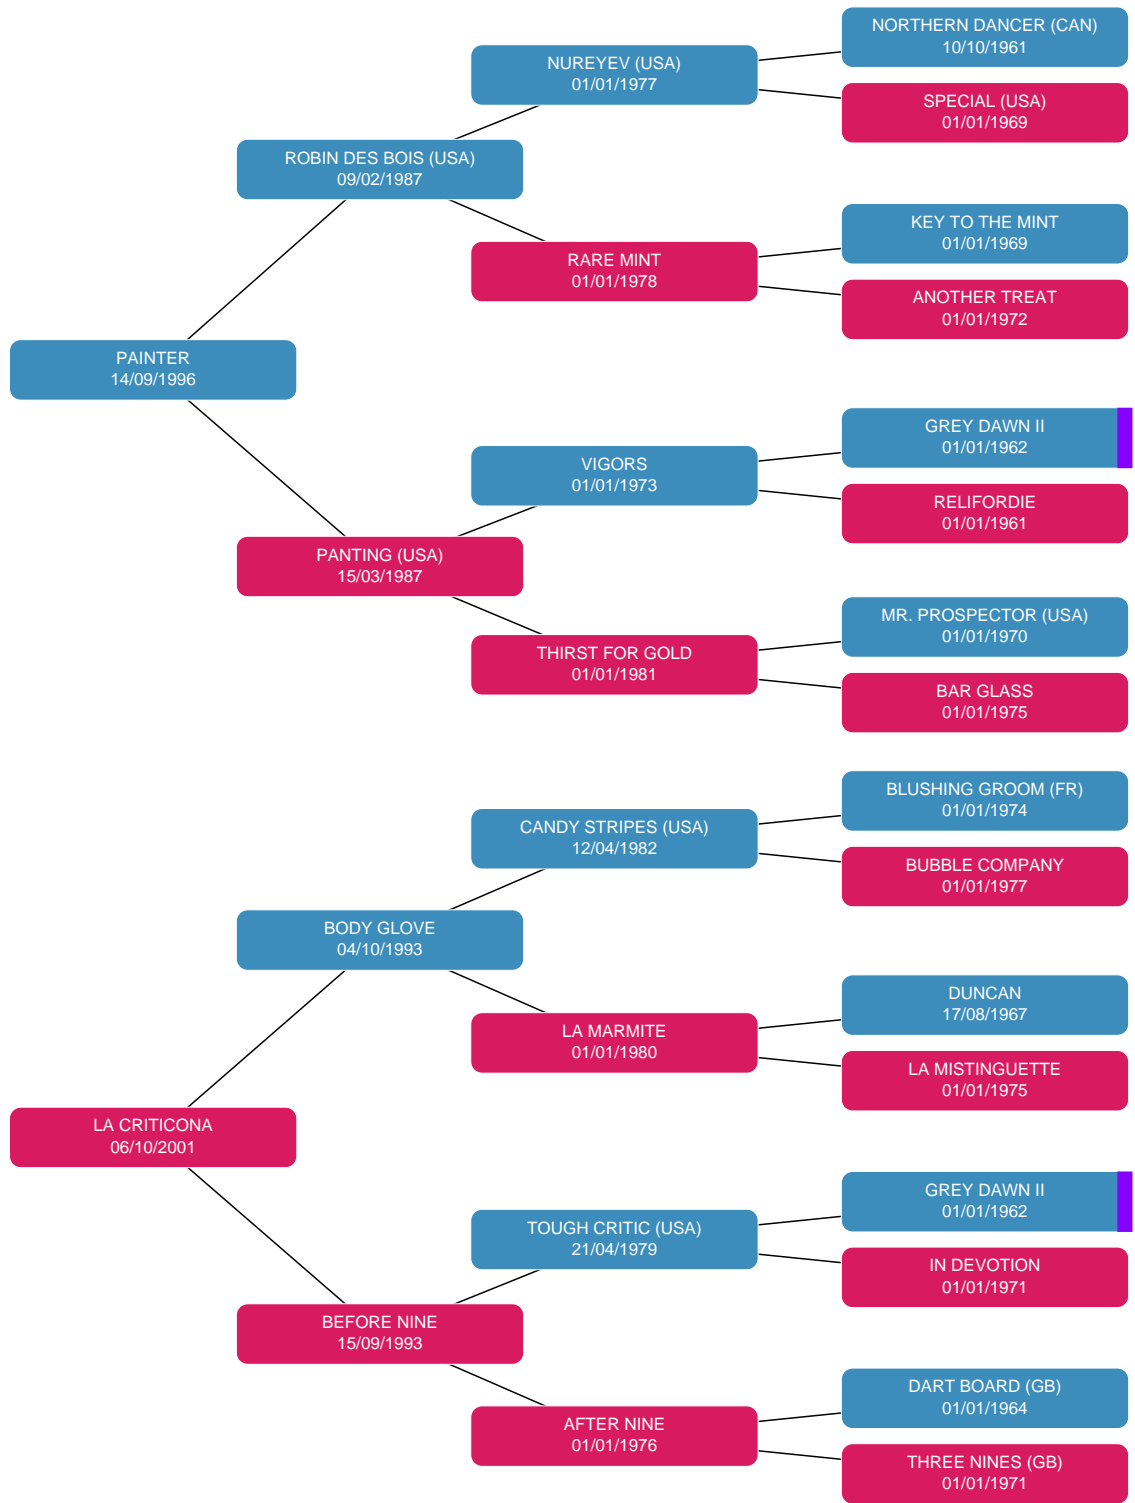 NORTHERN DANCER (CAN)
10/10/1961
NUREYEV (USA)
01/01/1977
SPECIAL (USA)
01/01/1969
ROBIN DES BOIS (USA)
09/02/1987
KEY TO THE MINT
01/01/1969
RARE MINT
01/01/1978
ANOTHER TREAT
01/01/1972
PAINTER
14/09/1996
GREY DAWN II
01/01/1962
VIGORS
01/01/1973
RELIFORDIE
01/01/1961
PANTING (USA)
15/03/1987
MR. PROSPECTOR (USA)
01/01/1970
THIRST FOR GOLD
01/01/1981
BAR GLASS
01/01/1975
BLUSHING GROOM (FR)
01/01/1974
CANDY STRIPES (USA)
12/04/1982
BUBBLE COMPANY
01/01/1977
BODY GLOVE
04/10/1993
DUNCAN
17/08/1967
LA MARMITE
01/01/1980
LA MISTINGUETTE
01/01/1975
LA CRITICONA
06/10/2001
GREY DAWN II
01/01/1962
TOUGH CRITIC (USA)
21/04/1979
IN DEVOTION
01/01/1971
BEFORE NINE
15/09/1993
DART BOARD (GB)
01/01/1964
AFTER NINE
01/01/1976
THREE NINES (GB)
01/01/1971